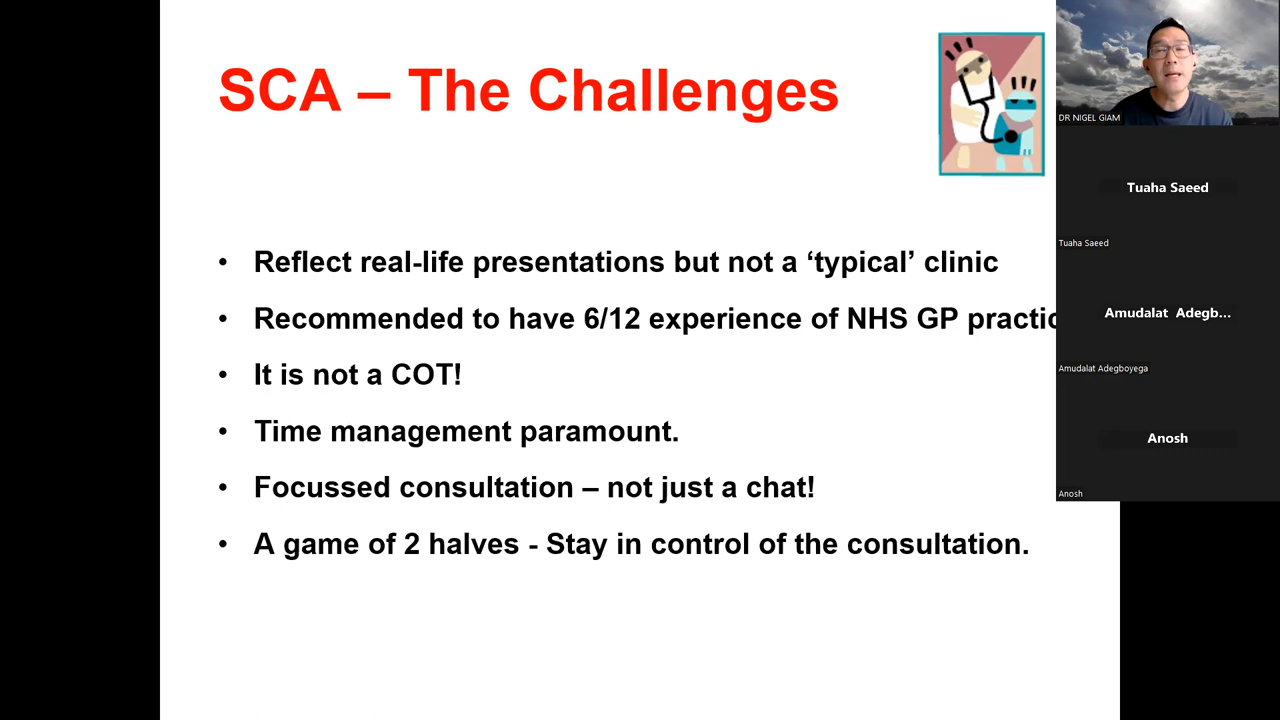 SCA – The Challenges
• Reflect real-life presentations but not a ‘typical’ clinic
• Recommended to have 6/12 experience of NHS GP practic
• It is not a COT!
• Time management paramount.
• Focussed consultation – not just a chat!
• A game of 2 halves - Stay in control of the consultation.
DR NIGEL GIAM
Tuaha Saeed
Tuaha Saeed
Amudalat Adegb...
Amudalat Adegboyega
Anosh
Anosh